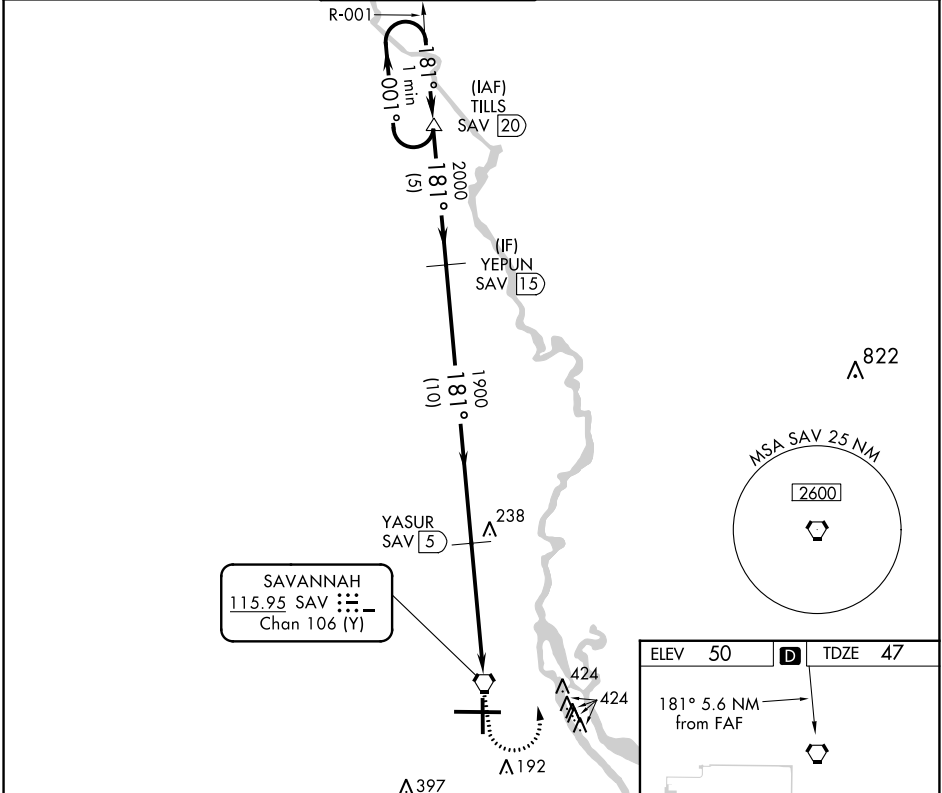 R-001
181°
1 min
001°
(IAF)
TILLS
SAV 20
2000
181°
(5)
(IF)
YEPUN
SAV 15
822
1900
181°
(10)
MSA SAV 25 NM
2600
YASUR
SAV 5
238
SAVANNAH
115.95 SAV
Chan 106 (Y)
ELEV 50
D
TDZE 47
424
424
181° 5.6 NM
from FAF
192
397